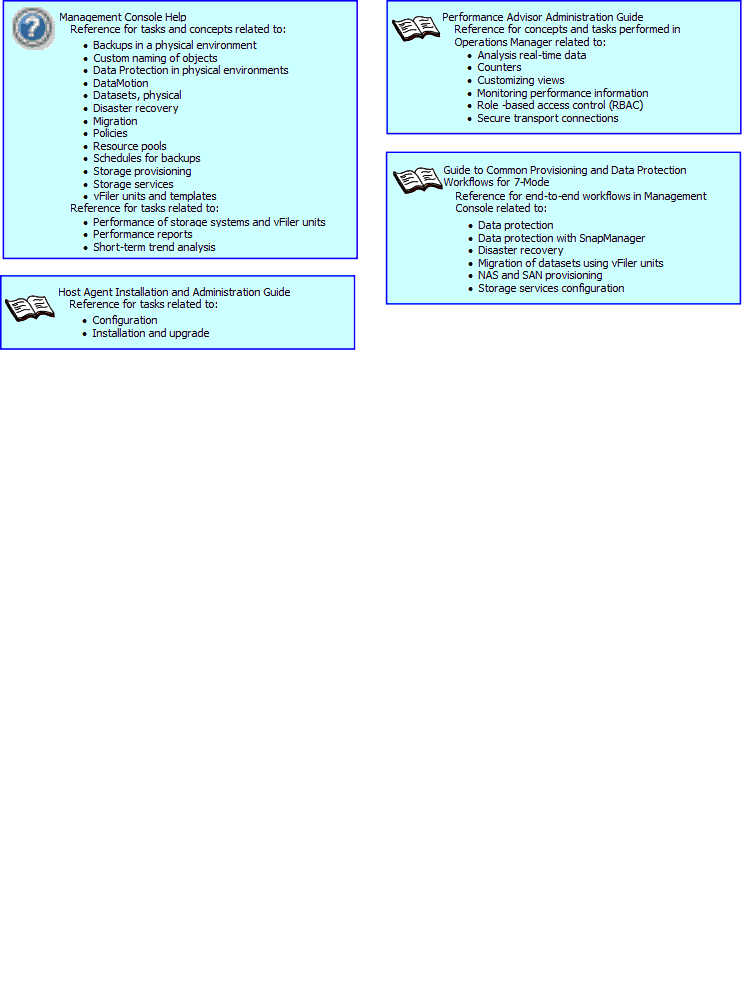 Management Console Help
Reference for tasks and concepts related to:
• Backups in a physical environment
• Custom naming of objects
• Data Protection in physical environments
• DataMotion
• Datasets, physical
• Disaster recovery
• Migration
• Policies
• Resource pools
• Schedules for backups
• Storage provisioning
• Storage services
• vFiler units and templates
Reference for tasks related to:
• Performance of storage systems and vFiler units
• Performance reports
• Short-term trend analysis
Host Agent Installation and Administration Guide
Reference for tasks related to:
• Configuration
• Installation and upgrade
Performance Advisor Administration Guide
Reference for concepts and tasks performed in
Operations Manager related to:
• Analysis real-time data
• Counters
• Customizing views
• Monitoring performance information
• Role -based access control (RBAC)
• Secure transport connections
Guide to Common Provisioning and Data Protection
Workflows for 7-Mode
Reference for end-to-end workflows in Management
Console related to:
• Data protection
• Data protection with SnapManager
• Disaster recovery
• Migration of datasets using vFiler units
• NAS and SAN provisioning
• Storage services configuration